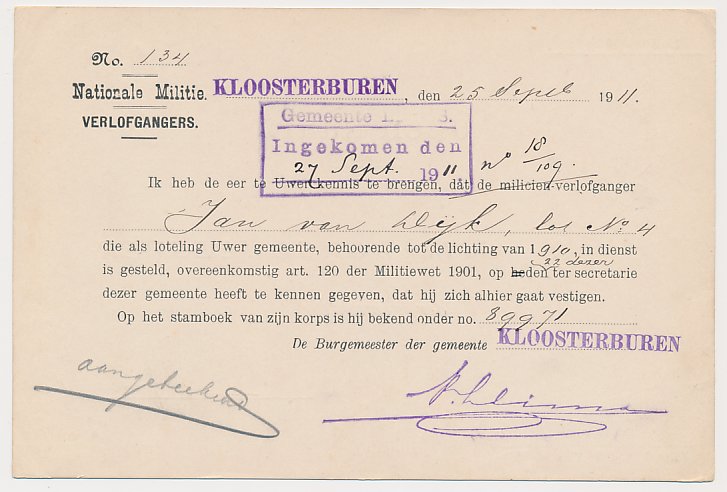 No. 134
Nationale Militie.
VERLOFGANGERS.
KLOOSTERBUREN, den 25 Sept 1911.
Gemeente
Ingekomen den
27 Sept. 1911
no 18/109.
Ik heb de eer te Uwer kennis te brengen, dat de milicien-verlofganger
Jan van Dijk, lot No. 4
die als loteling Uwer gemeente, behoorende tot de lichting van 1910, in dienst
22 dezer
is gesteld, overeenkomstig art. 120 der Militiewet 1901, op heden ter secretarie
dezer gemeente heeft te kennen gegeven, dat hij zich alhier gaat vestigen.
Op het stamboek van zijn korps is hij bekend onder no. 89971
De Burgemeester der gemeente KLOOSTERBUREN
aangeteekend